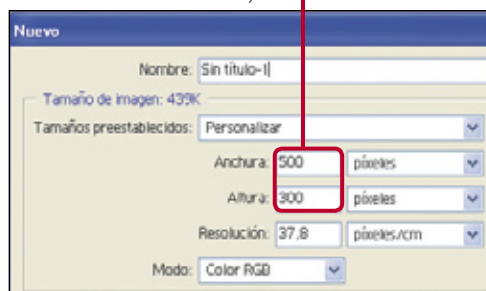 Nuevo
Nombre: Sin título-1
Tamaño de imagen: 439K
Tamaños preestablecidos: Personalizar
Anchura: 500 píxeles
Altura: 300 píxeles
Resolución: 37,8 píxeles/cm
Modo: Color RGB